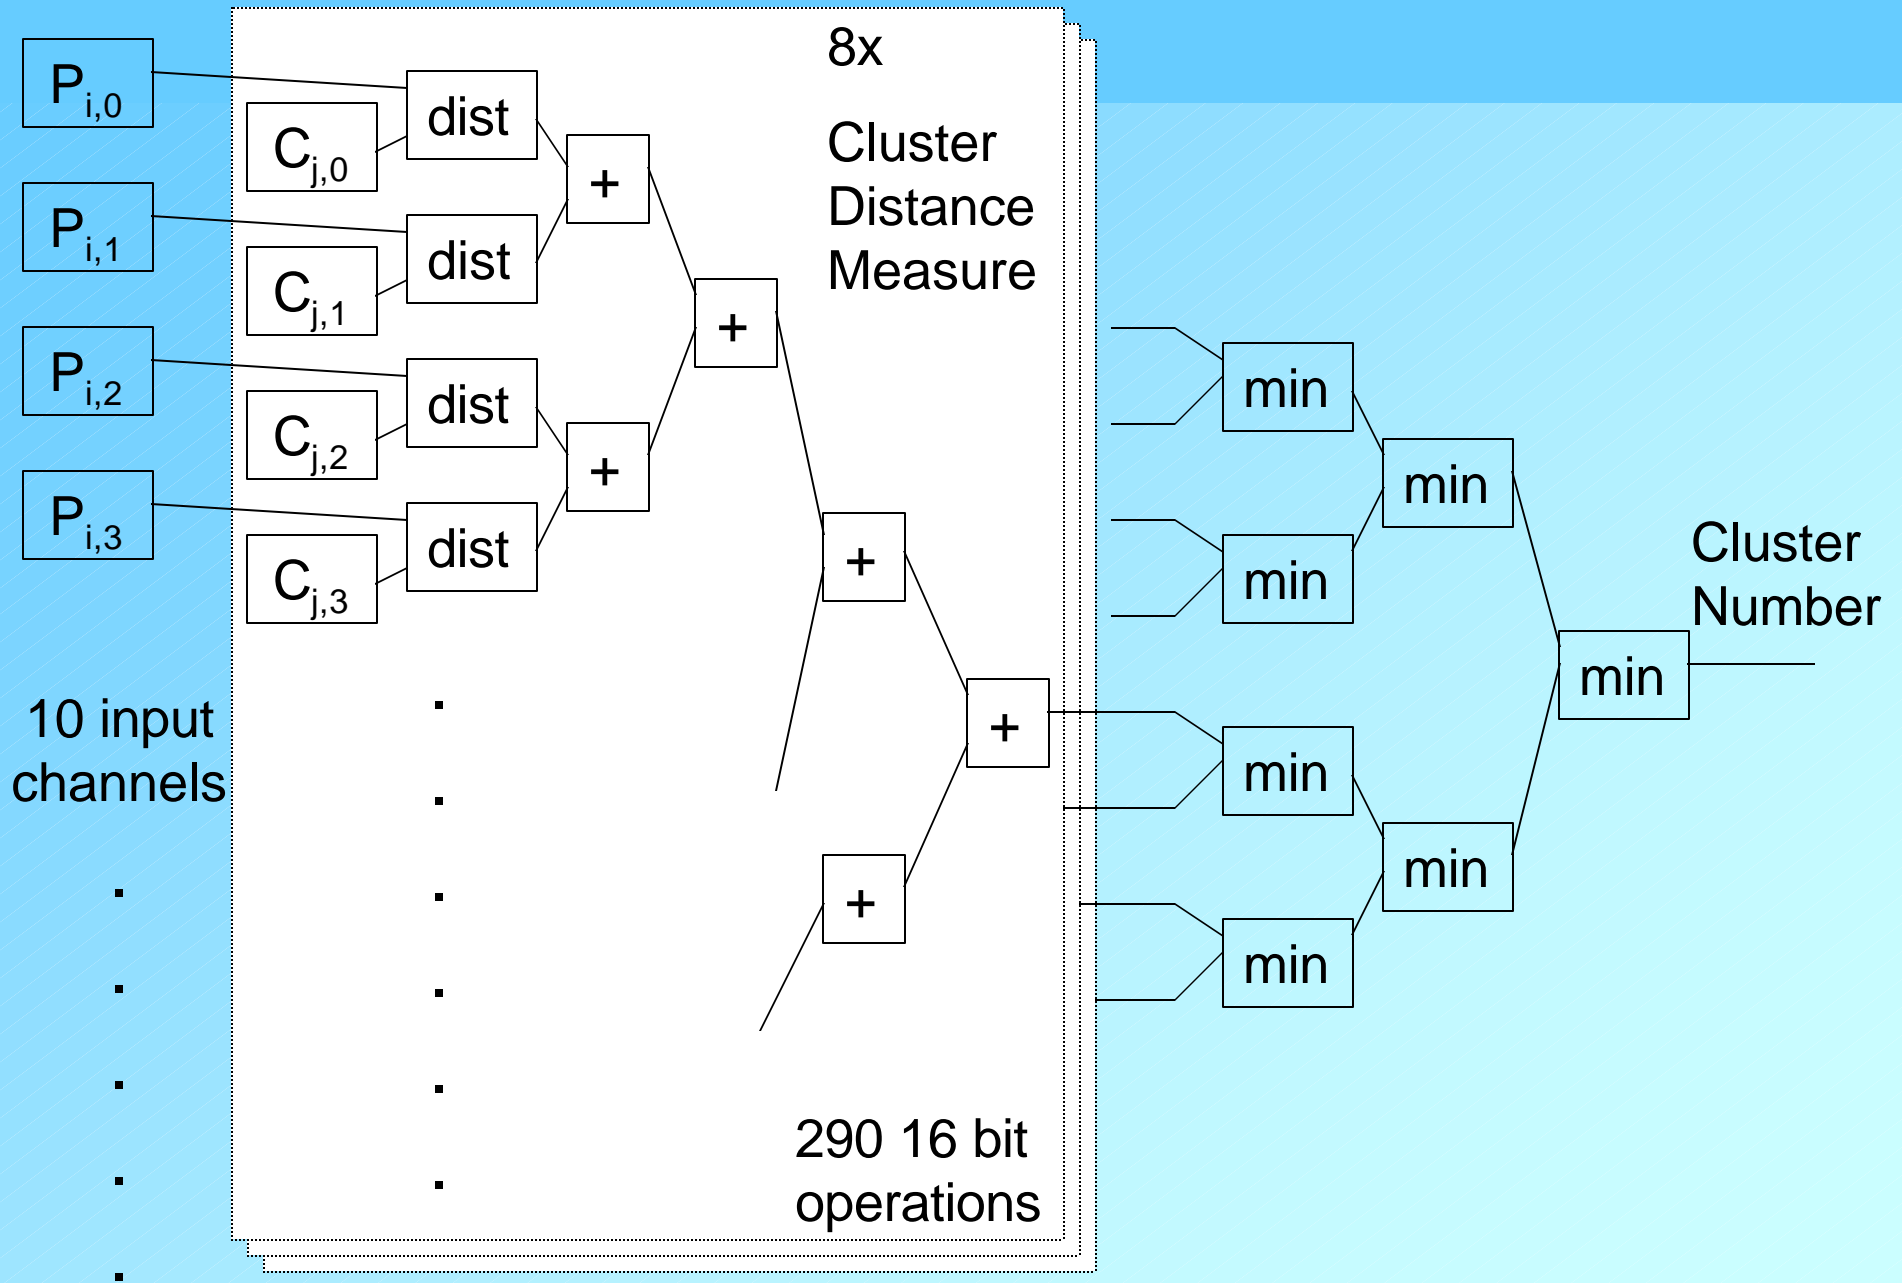 P i,0
C j,0
dist
+
P i,1
C j,1
dist
+
P i,2
C j,2
dist
+
P i,3
C j,3
dist
10 input
channels
.
.
.
.
.
.
.
.
.
.
.
8x
Cluster
Distance
Measure
+
+
+
290 16 bit
operations
min
min
min
min
min
min
min
Cluster
Number